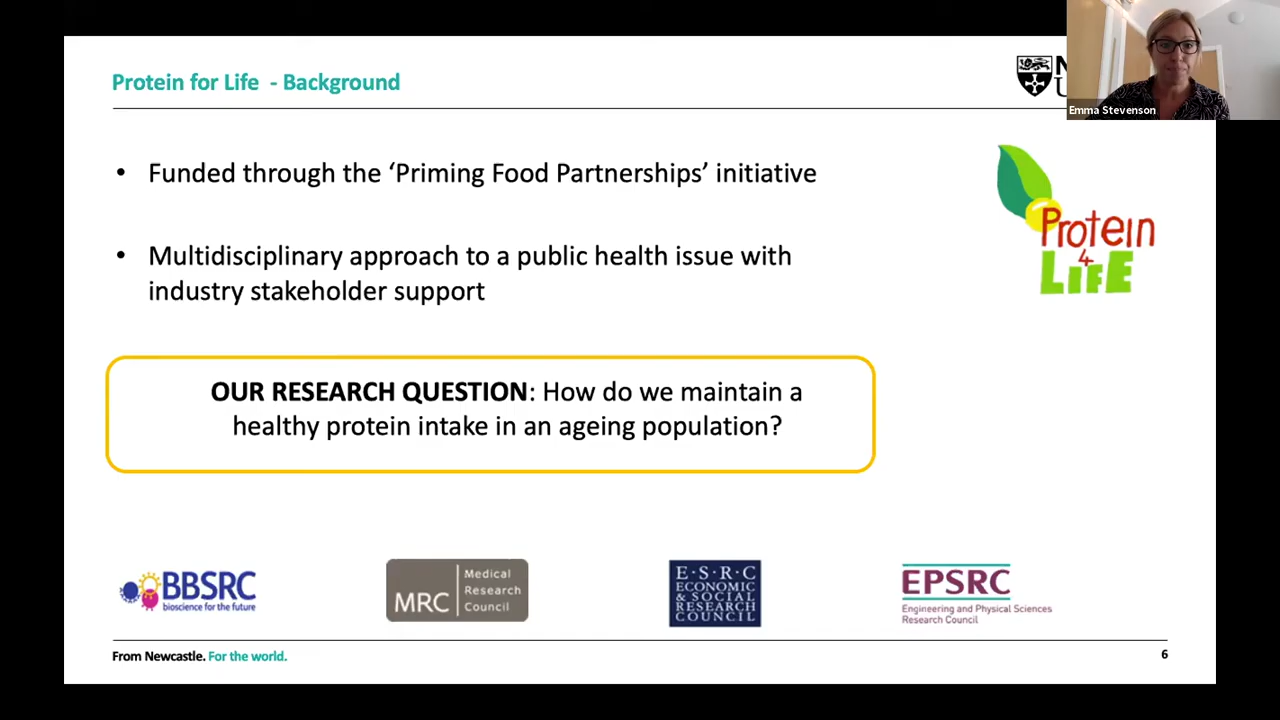 Protein for Life - Background
Emma Stevenson
• Funded through the ‘Priming Food Partnerships’ initiative
• Multidisciplinary approach to a public health issue with
industry stakeholder support
Protein
4
LIFE
OUR RESEARCH QUESTION: How do we maintain a
healthy protein intake in an ageing population?
BBSRC
bioscience for the future
MRC
Medical
Research
Council
E·S·R·C
ECONOMIC
& SOCIAL
RESEARCH
COUNCIL
EPSRC
Engineering and Physical Sciences
Research Council
From Newcastle. For the world.
6